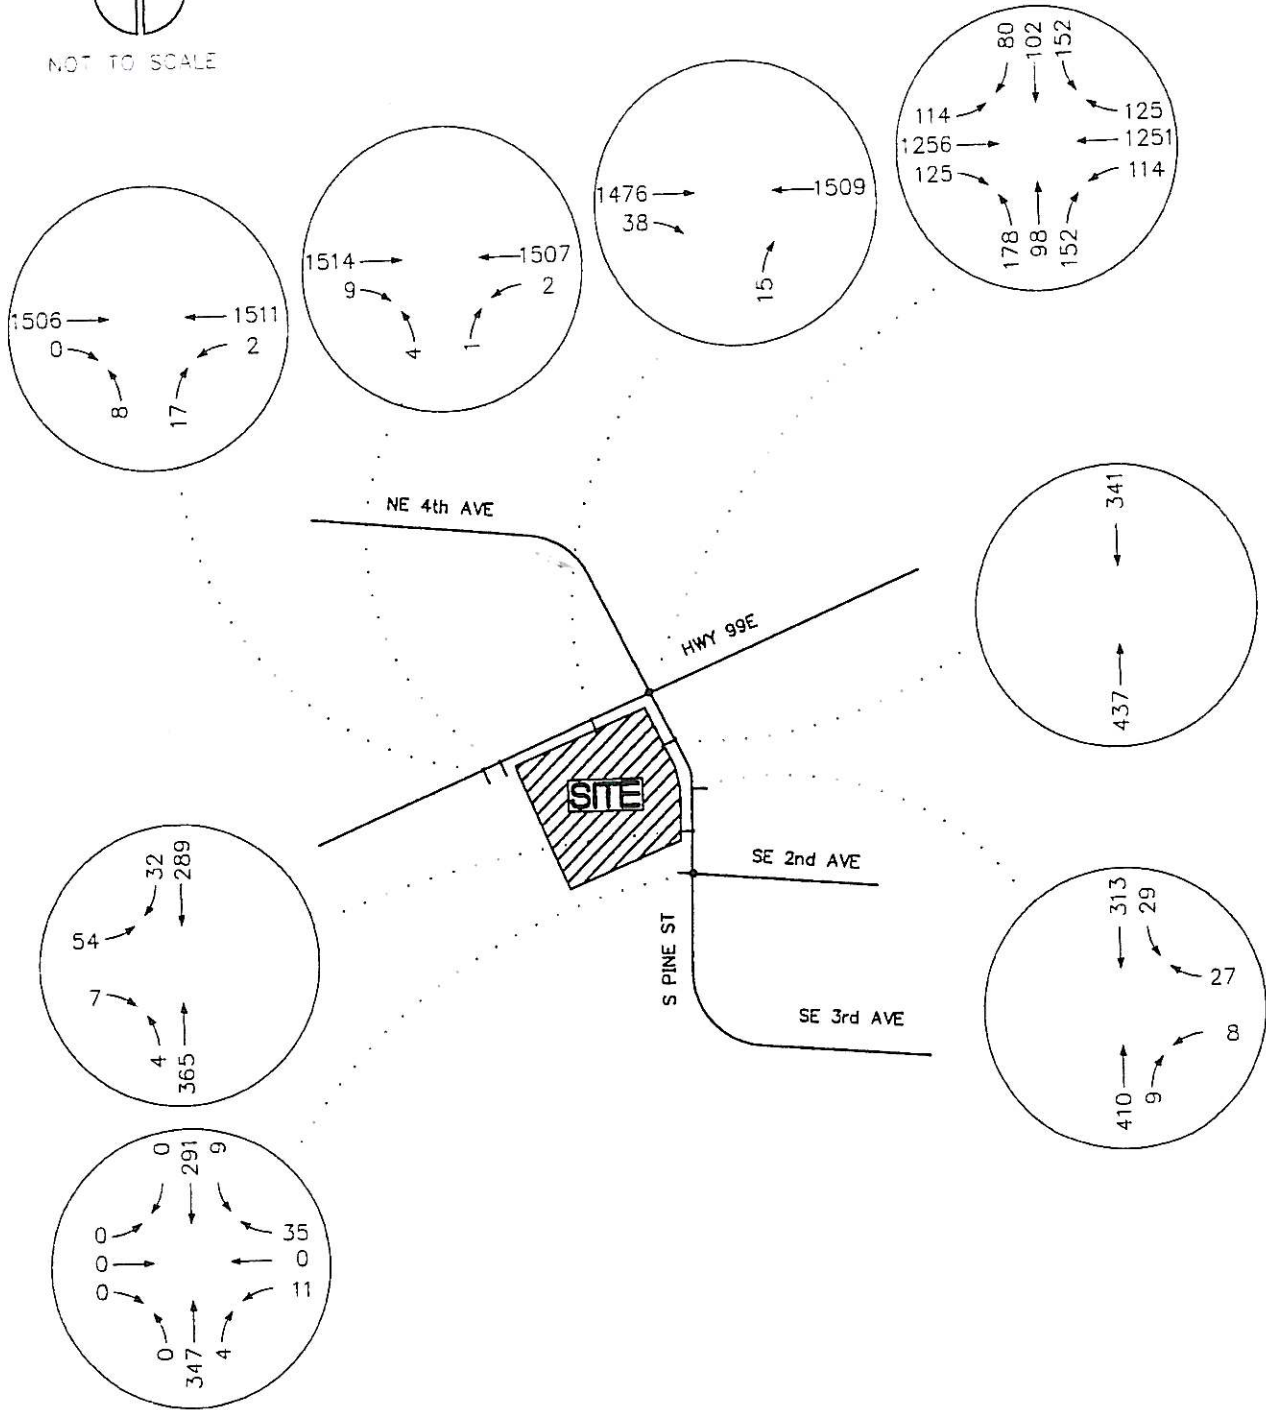 NOT TO SCALE
80 102 152
114 125
1256 1251
125 114
178 98 152
1476 1509
38
15
1514 1507
9 2
4 1
1506 1511
0 2
8 17
NE 4th AVE
HWY 99E
341
437
SITE
SE 2nd AVE
S PINE ST
SE 3rd AVE
32 289
54
7
4 365
313 29
27
8
410 9
0 291 9
0 35
0 0
0 11
0 347 4